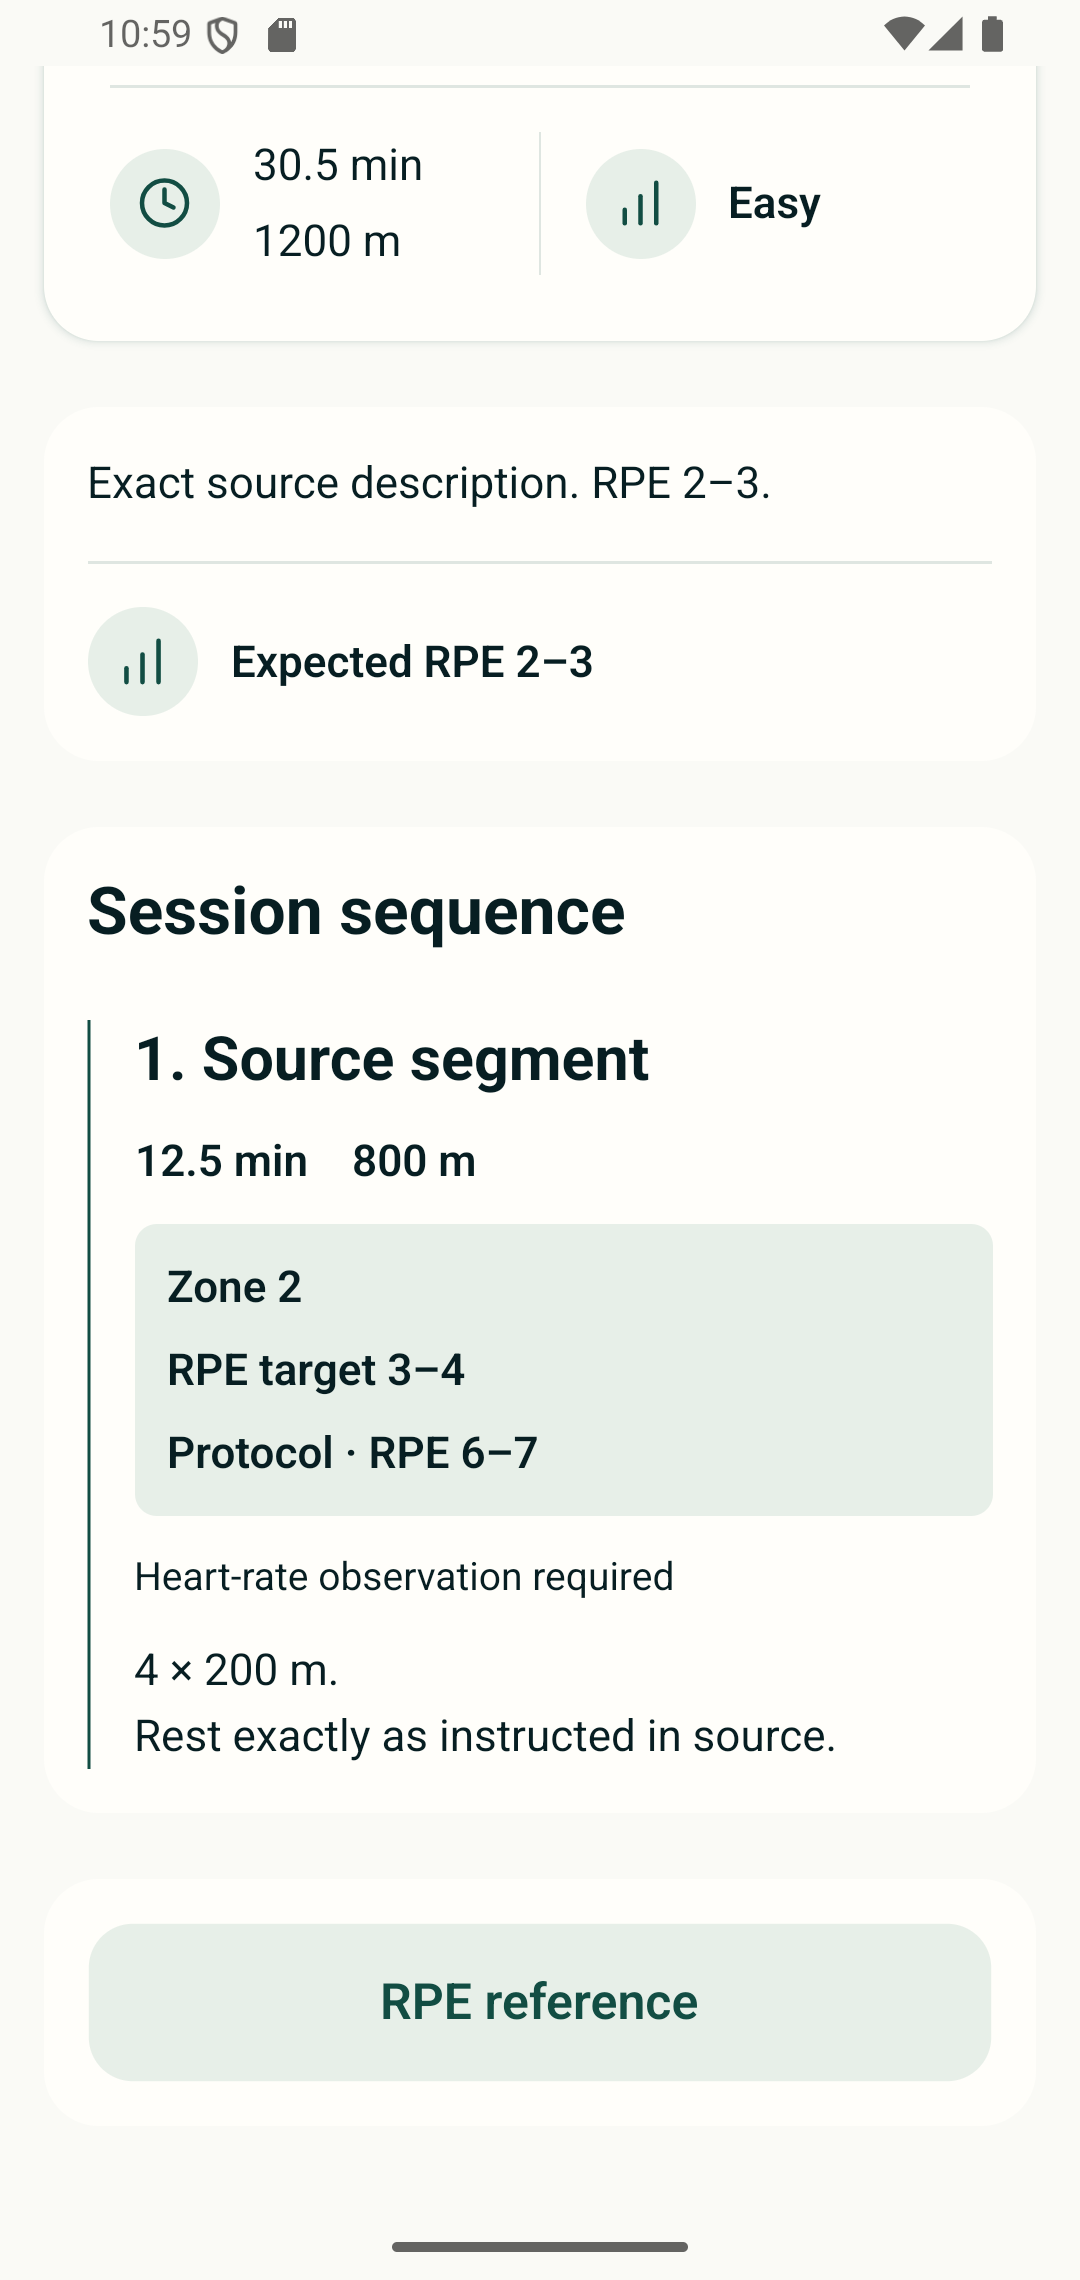 10:59
30.5 min
1200 m
Easy
Exact source description. RPE 2–3.
Expected RPE 2–3
Session sequence
1. Source segment
12.5 min 800 m
Zone 2
RPE target 3–4
Protocol · RPE 6–7
Heart-rate observation required
4 × 200 m.
Rest exactly as instructed in source.
RPE reference